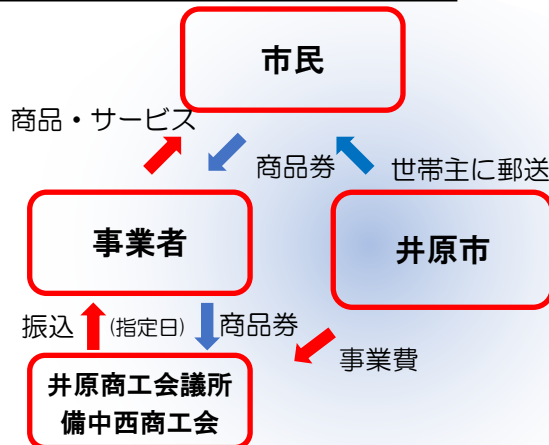 市民
商品・サービス
商品券
世帯主に郵送
事業者
井原市
振込
(指定日)
商品券
事業費
井原商工会議所
備中西商工会